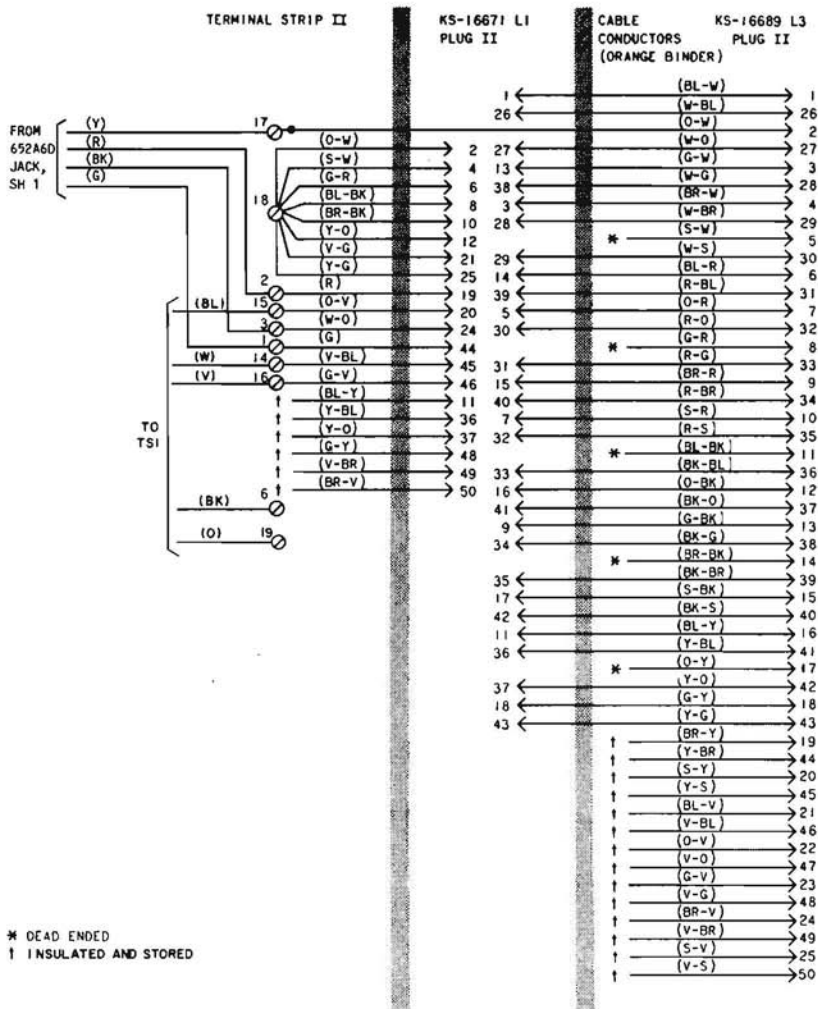 TERMINAL STRIP II
KS-16671 L1
PLUG II
CABLE
CONDUCTORS
(ORANGE BINDER)
KS-16689 L3
PLUG II
FROM
652A6D
JACK,
SH 1
(Y)
(R)
(BK)
(G)
17
18
2
15
3
1
14
16
6
19
(BL)
(W)
(V)
TO
TS1
(BK)
(O)
(O-W) 2
(S-W) 4
(G-R) 6
(BL-BK) 8
(BR-BK) 10
(Y-O) 12
(V-G) 21
(Y-G) 25
(R) 19
(O-V) 20
(W-O) 24
(G) 44
(V-BL) 45
(G-V) 46
† (BL-Y) 11
† (Y-BL) 36
† (Y-O) 37
† (G-Y) 48
† (V-BR) 49
† (BR-V) 50
1 (BL-W) 1
26 (W-BL) 26
(O-W) 2
27 (W-O) 27
13 (G-W) 3
38 (W-G) 28
3 (BR-W) 4
28 (W-BR) 29
* (S-W) 5
29 (W-S) 30
14 (BL-R) 6
39 (R-BL) 31
5 (O-R) 7
30 (R-O) 32
* (G-R) 8
31 (R-G) 33
15 (BR-R) 9
40 (R-BR) 34
7 (S-R) 10
32 (R-S) 35
* (BL-BK) 11
33 (BK-BL) 36
16 (O-BK) 12
41 (BK-O) 37
9 (G-BK) 13
34 (BK-G) 38
* (BR-BK) 14
35 (BK-BR) 39
17 (S-BK) 15
42 (BK-S) 40
11 (BL-Y) 16
36 (Y-BL) 41
* (O-Y) 17
37 (Y-O) 42
18 (G-Y) 18
43 (Y-G) 43
† (BR-Y) 19
† (Y-BR) 44
† (S-Y) 20
† (Y-S) 45
† (BL-V) 21
† (V-BL) 46
† (O-V) 22
† (V-O) 47
† (G-V) 23
† (V-G) 48
† (BR-V) 24
† (V-BR) 49
† (S-V) 25
† (V-S) 50
* DEAD ENDED
† INSULATED AND STORED